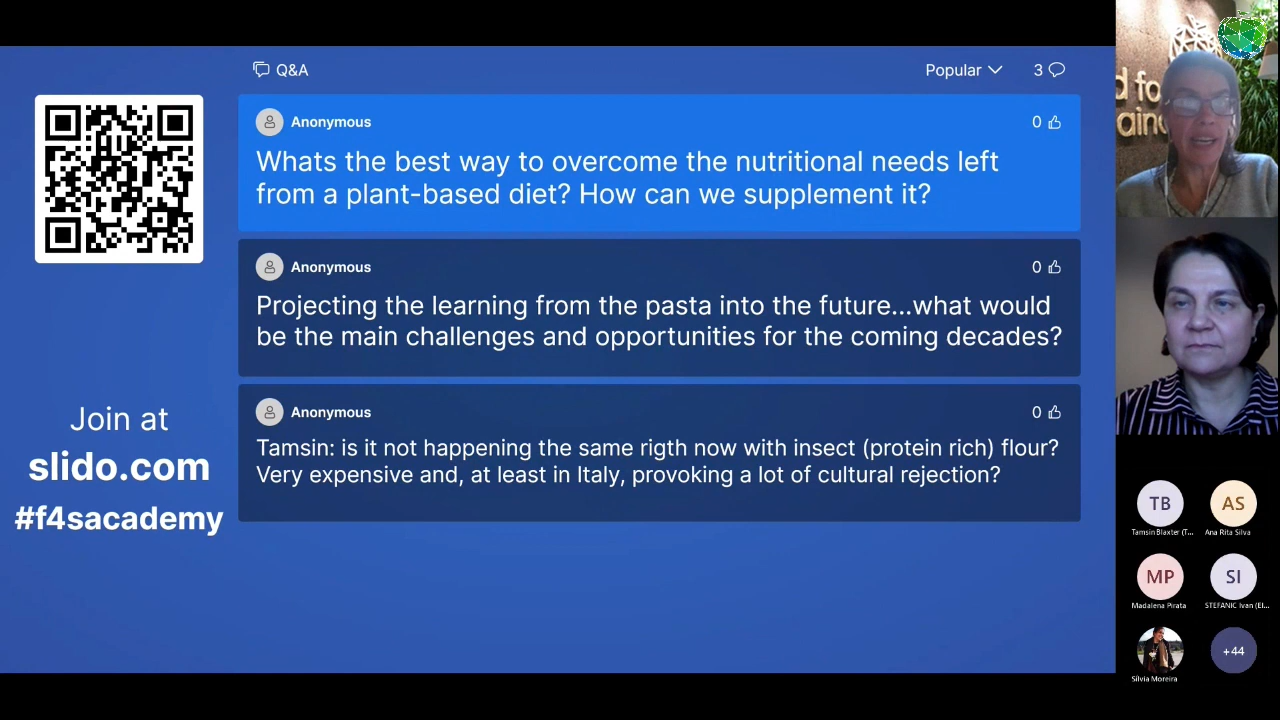 Q&A
Popular
3
Anonymous
0
Whats the best way to overcome the nutritional needs left
from a plant-based diet? How can we supplement it?
Anonymous
0
Projecting the learning from the pasta into the future...what would
be the main challenges and opportunities for the coming decades?
Anonymous
0
Tamsin: is it not happening the same rigth now with insect (protein rich) flour?
Very expensive and, at least in Italy, provoking a lot of cultural rejection?
Join at
slido.com
#f4sacademy
TB
AS
Tamsin Blaxter (T...
Ana Rita Silva
MP
SI
Madalena Pirata
STEFANIC Ivan (EI...
+44
Sílvia Moreira